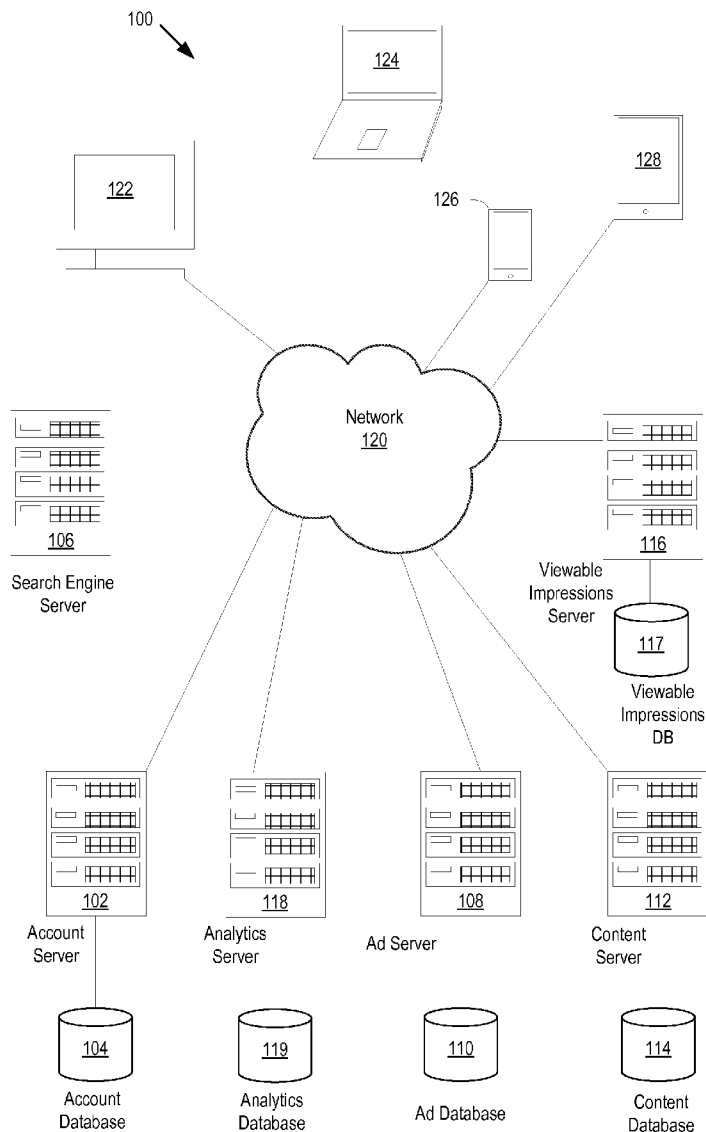 100
124
128
122
126
Network
120
106
Search Engine
Server
116
Viewable
Impressions
Server
117
Viewable
Impressions
DB
102
Account
Server
118
Analytics
Server
108
Ad Server
112
Content
Server
104
Account
Database
119
Analytics
Database
110
Ad Database
114
Content
Database